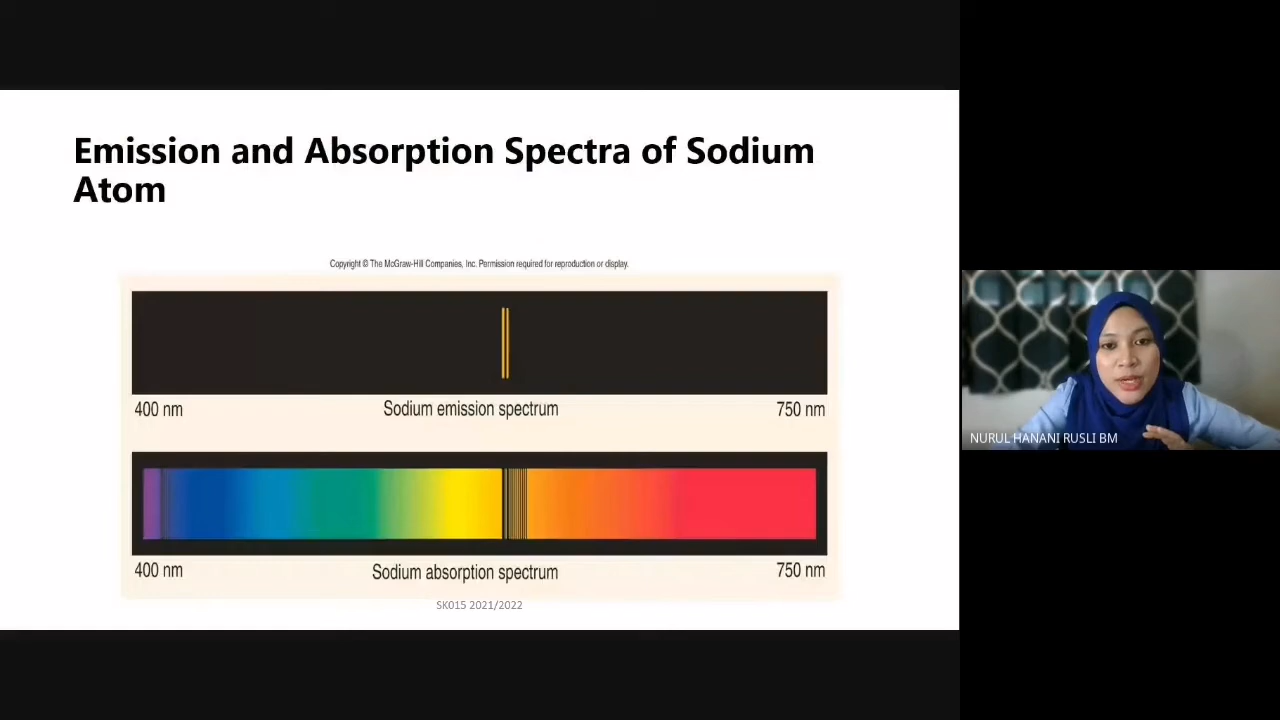 Emission and Absorption Spectra of Sodium
Atom
Copyright © The McGraw-Hill Companies, Inc. Permission required for reproduction or display.
400 nm
Sodium emission spectrum
750 nm
400 nm
Sodium absorption spectrum
750 nm
SK015 2021/2022
NURUL HANANI RUSLI BM